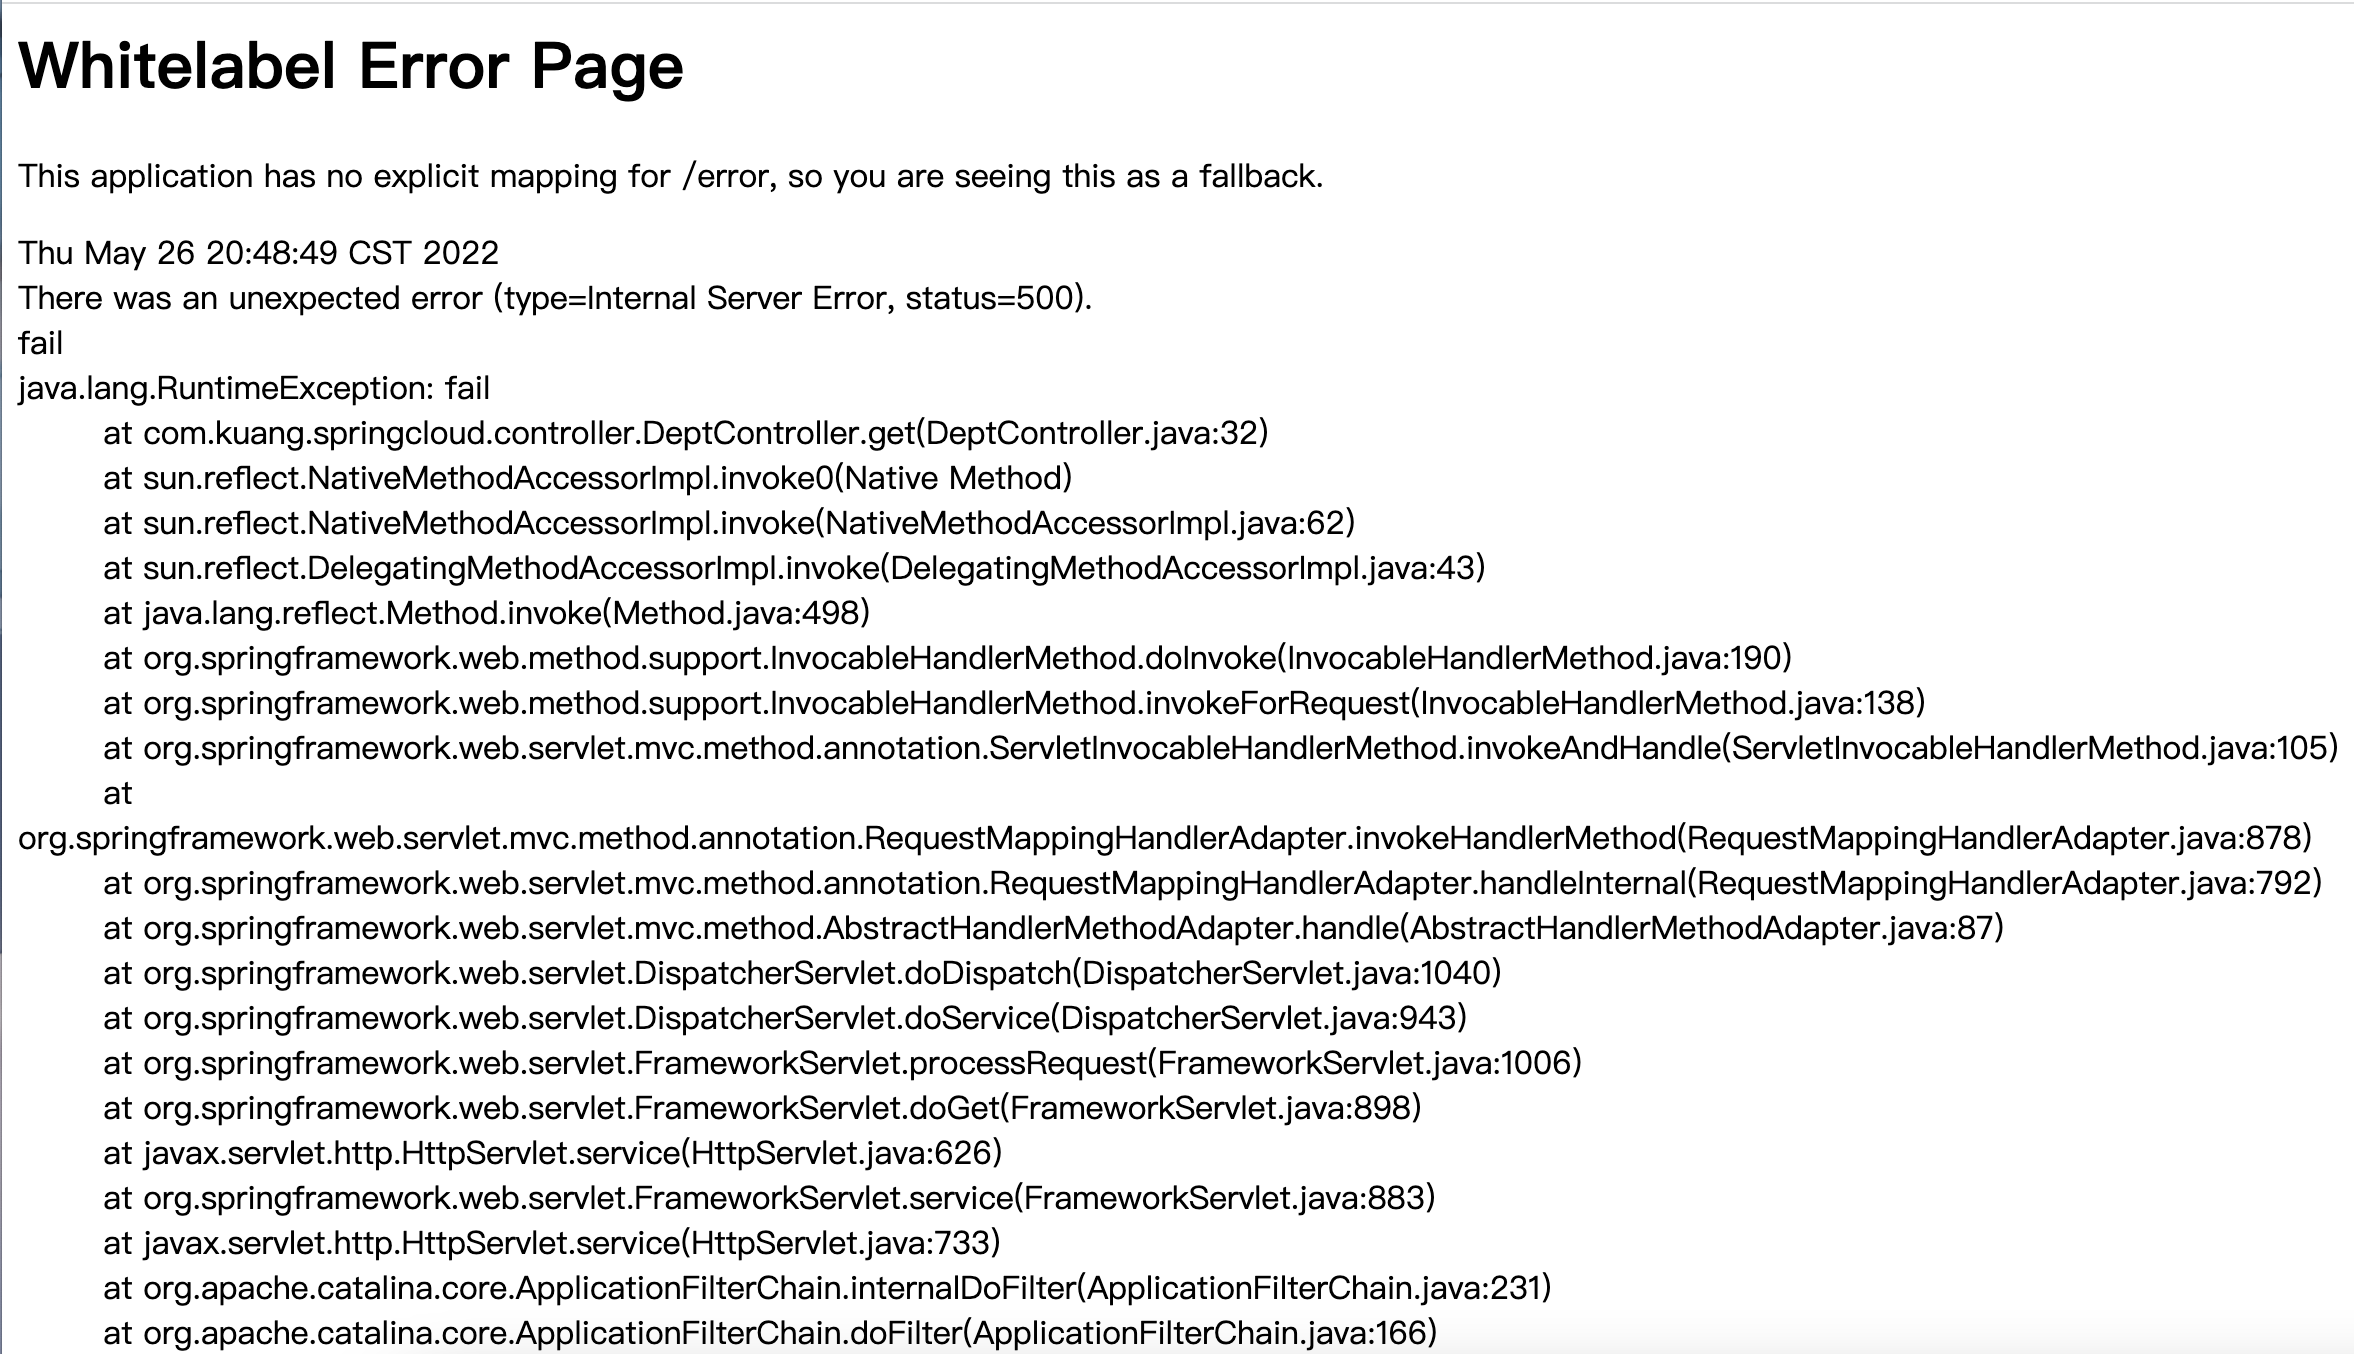 Whitelabel Error Page
This application has no explicit mapping for /error, so you are seeing this as a fallback.
Thu May 26 20:48:49 CST 2022
There was an unexpected error (type=Internal Server Error, status=500).
fail
java.lang.RuntimeException: fail
at com.kuang.springcloud.controller.DeptController.get(DeptController.java:32)
at sun.reflect.NativeMethodAccessorImpl.invoke0(Native Method)
at sun.reflect.NativeMethodAccessorImpl.invoke(NativeMethodAccessorImpl.java:62)
at sun.reflect.DelegatingMethodAccessorImpl.invoke(DelegatingMethodAccessorImpl.java:43)
at java.lang.reflect.Method.invoke(Method.java:498)
at org.springframework.web.method.support.InvocableHandlerMethod.doInvoke(InvocableHandlerMethod.java:190)
at org.springframework.web.method.support.InvocableHandlerMethod.invokeForRequest(InvocableHandlerMethod.java:138)
at org.springframework.web.servlet.mvc.method.annotation.ServletInvocableHandlerMethod.invokeAndHandle(ServletInvocableHandlerMethod.java:105)
at
org.springframework.web.servlet.mvc.method.annotation.RequestMappingHandlerAdapter.invokeHandlerMethod(RequestMappingHandlerAdapter.java:878)
at org.springframework.web.servlet.mvc.method.annotation.RequestMappingHandlerAdapter.handleInternal(RequestMappingHandlerAdapter.java:792)
at org.springframework.web.servlet.mvc.method.AbstractHandlerMethodAdapter.handle(AbstractHandlerMethodAdapter.java:87)
at org.springframework.web.servlet.DispatcherServlet.doDispatch(DispatcherServlet.java:1040)
at org.springframework.web.servlet.DispatcherServlet.doService(DispatcherServlet.java:943)
at org.springframework.web.servlet.FrameworkServlet.processRequest(FrameworkServlet.java:1006)
at org.springframework.web.servlet.FrameworkServlet.doGet(FrameworkServlet.java:898)
at javax.servlet.http.HttpServlet.service(HttpServlet.java:626)
at org.springframework.web.servlet.FrameworkServlet.service(FrameworkServlet.java:883)
at javax.servlet.http.HttpServlet.service(HttpServlet.java:733)
at org.apache.catalina.core.ApplicationFilterChain.internalDoFilter(ApplicationFilterChain.java:231)
at org.apache.catalina.core.ApplicationFilterChain.doFilter(ApplicationFilterChain.java:166)